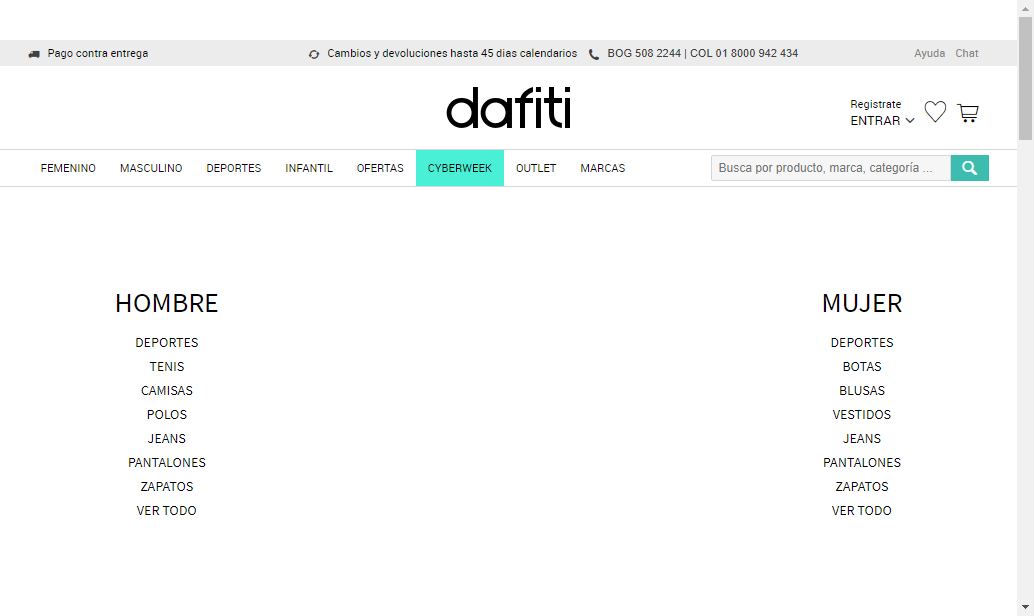 Pago contra entrega
Cambios y devoluciones hasta 45 dias calendarios
BOG 508 2244 | COL 01 8000 942 434
Ayuda
Chat
dafiti
Registrate
ENTRAR
FEMENINO
MASCULINO
DEPORTES
INFANTIL
OFERTAS
CYBERWEEK
OUTLET
MARCAS
Busca por producto, marca, categoría ...
HOMBRE
DEPORTES
TENIS
CAMISAS
POLOS
JEANS
PANTALONES
ZAPATOS
VER TODO
MUJER
DEPORTES
BOTAS
BLUSAS
VESTIDOS
JEANS
PANTALONES
ZAPATOS
VER TODO